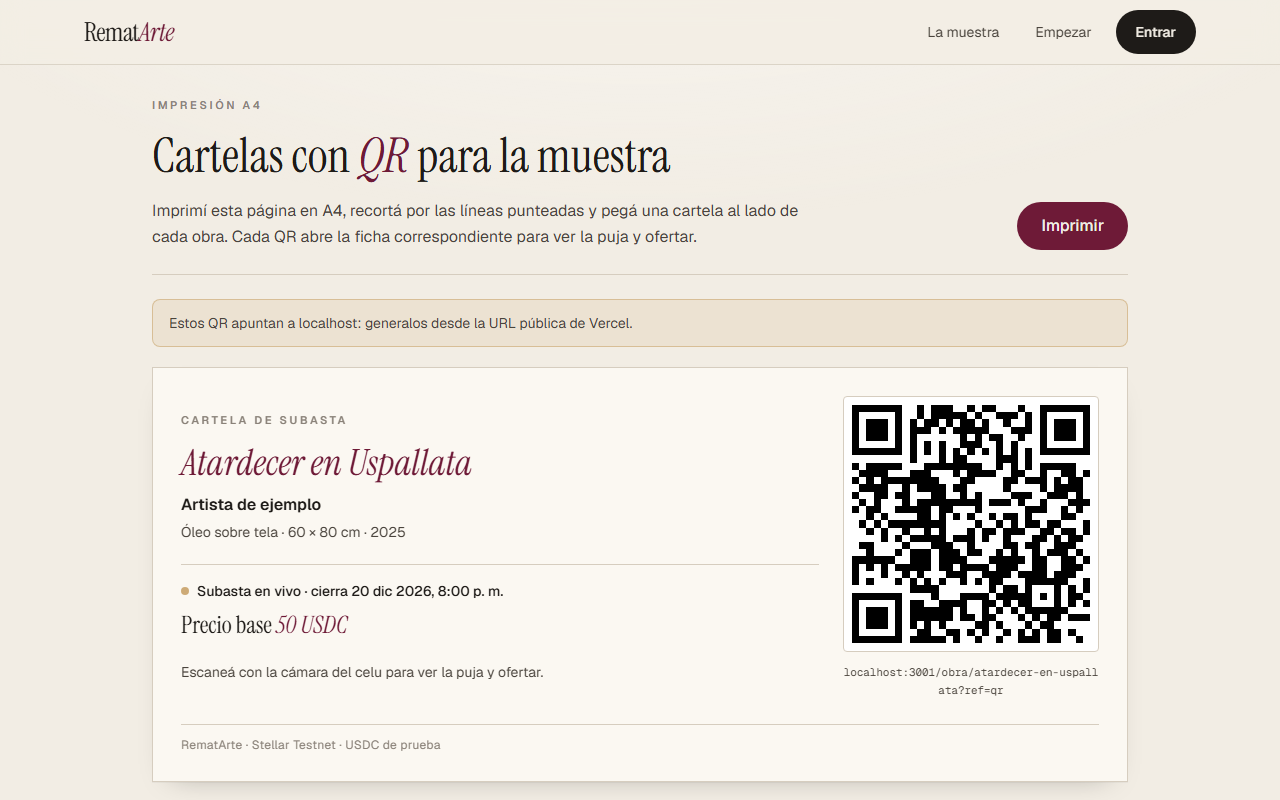 RematArte
La muestra
Empezar
Entrar
IMPRESIÓN A4
Cartelas con QR para la muestra
Imprimí esta página en A4, recortá por las líneas punteadas y pegá una cartela al lado de
cada obra. Cada QR abre la ficha correspondiente para ver la puja y ofertar.
Imprimir
Estos QR apuntan a localhost: generalos desde la URL pública de Vercel.
CARTELA DE SUBASTA
Atardecer en Uspallata
Artista de ejemplo
Óleo sobre tela · 60 × 80 cm · 2025
Subasta en vivo · cierra 20 dic 2026, 8:00 p. m.
Precio base 50 USDC
Escaneá con la cámara del celu para ver la puja y ofertar.
localhost:3001/obra/atardecer-en-uspall
ata?ref=qr
RematArte · Stellar Testnet · USDC de prueba